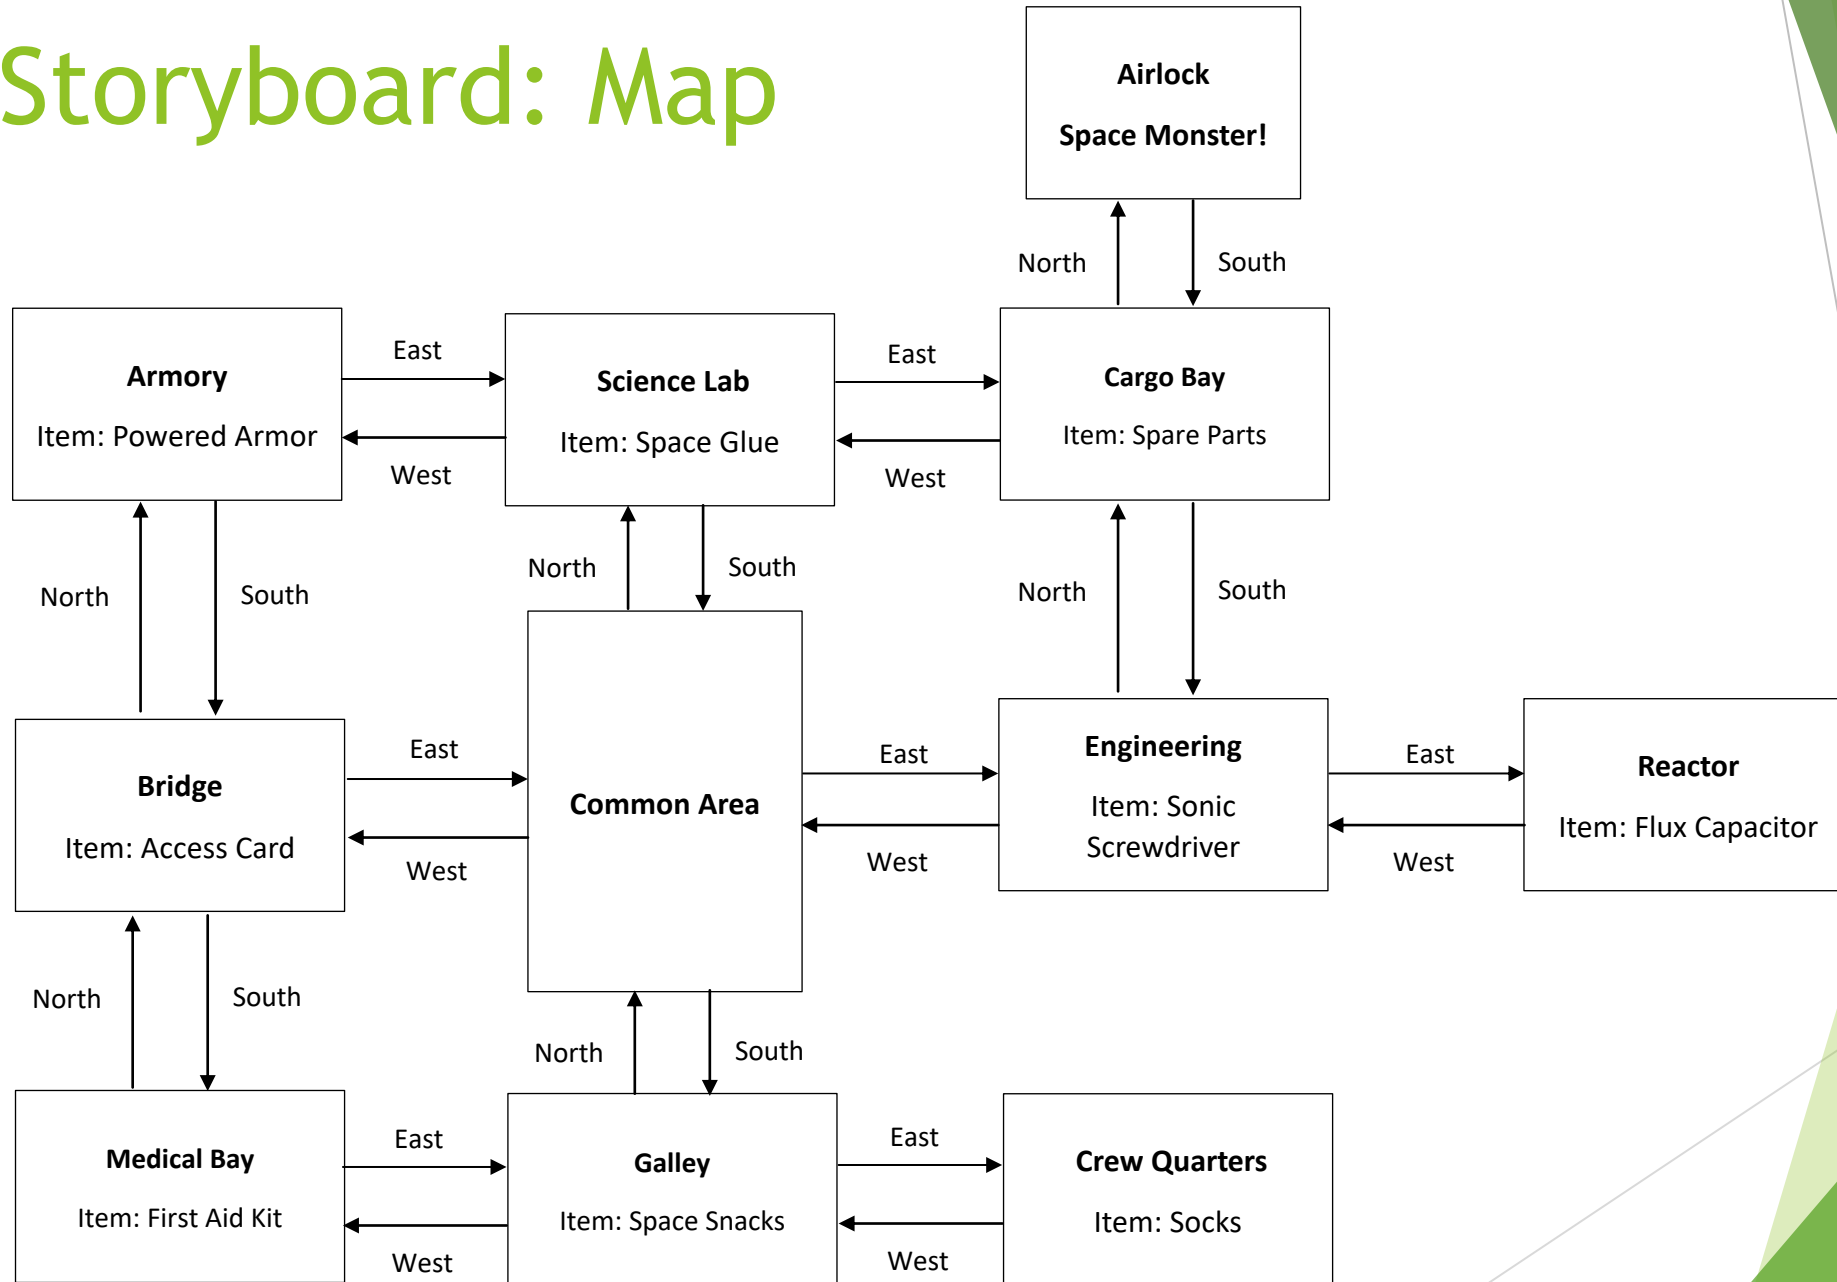 Storyboard: Map
Airlock
Space Monster!
North
South
Armory
Item: Powered Armor
East
West
Science Lab
Item: Space Glue
East
West
Cargo Bay
Item: Spare Parts
North
South
North
South
North
South
Bridge
Item: Access Card
East
West
Common Area
East
West
Engineering
Item: Sonic
Screwdriver
East
West
Reactor
Item: Flux Capacitor
North
South
North
South
Medical Bay
Item: First Aid Kit
East
West
Galley
Item: Space Snacks
East
West
Crew Quarters
Item: Socks